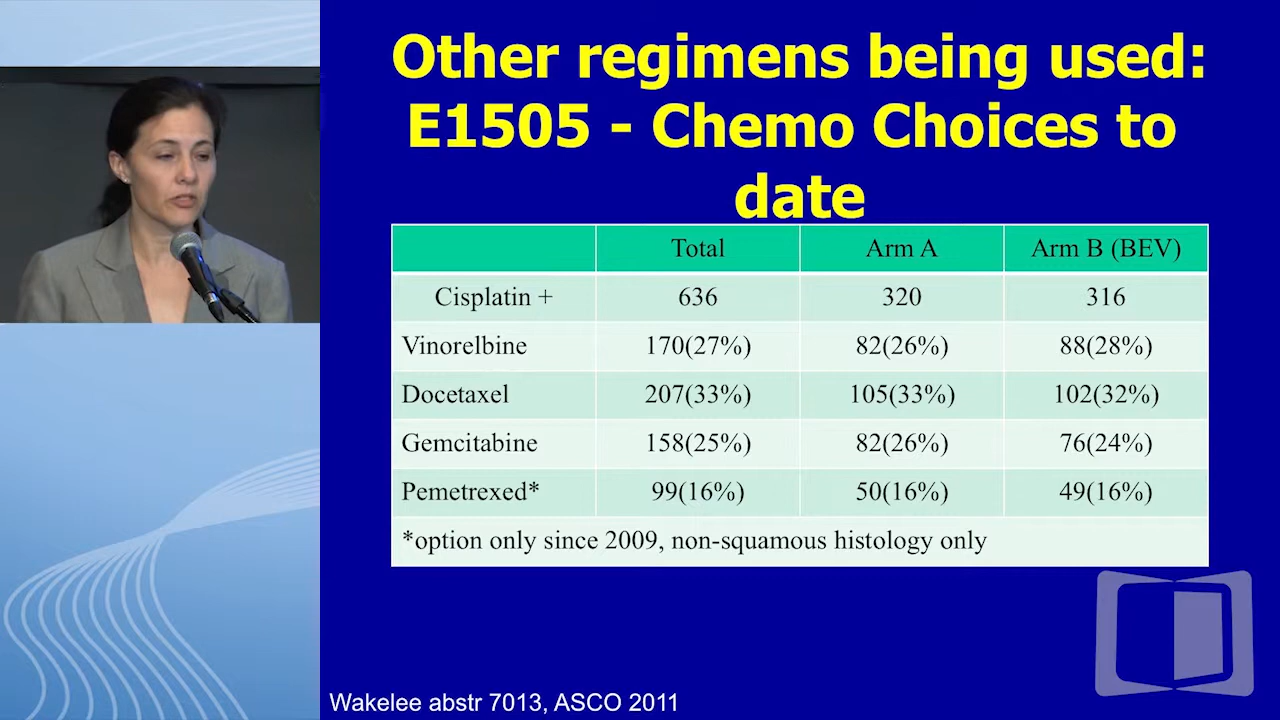 Other regimens being used:
E1505 - Chemo Choices to
date
Total Arm A Arm B (BEV)
Cisplatin + 636 320 316
Vinorelbine 170(27%) 82(26%) 88(28%)
Docetaxel 207(33%) 105(33%) 102(32%)
Gemcitabine 158(25%) 82(26%) 76(24%)
Pemetrexed* 99(16%) 50(16%) 49(16%)
*option only since 2009, non-squamous histology only
Wakelee abstr 7013, ASCO 2011